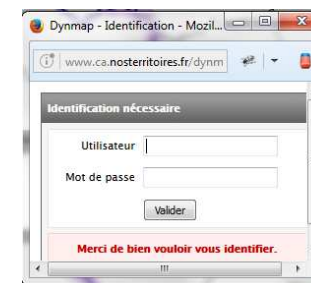 Dynmap - Identification - Mozil...
www.ca.nosterritoires.fr/dynm
Identification nécessaire
Utilisateur
Mot de passe
Valider
Merci de bien vouloir vous identifier.